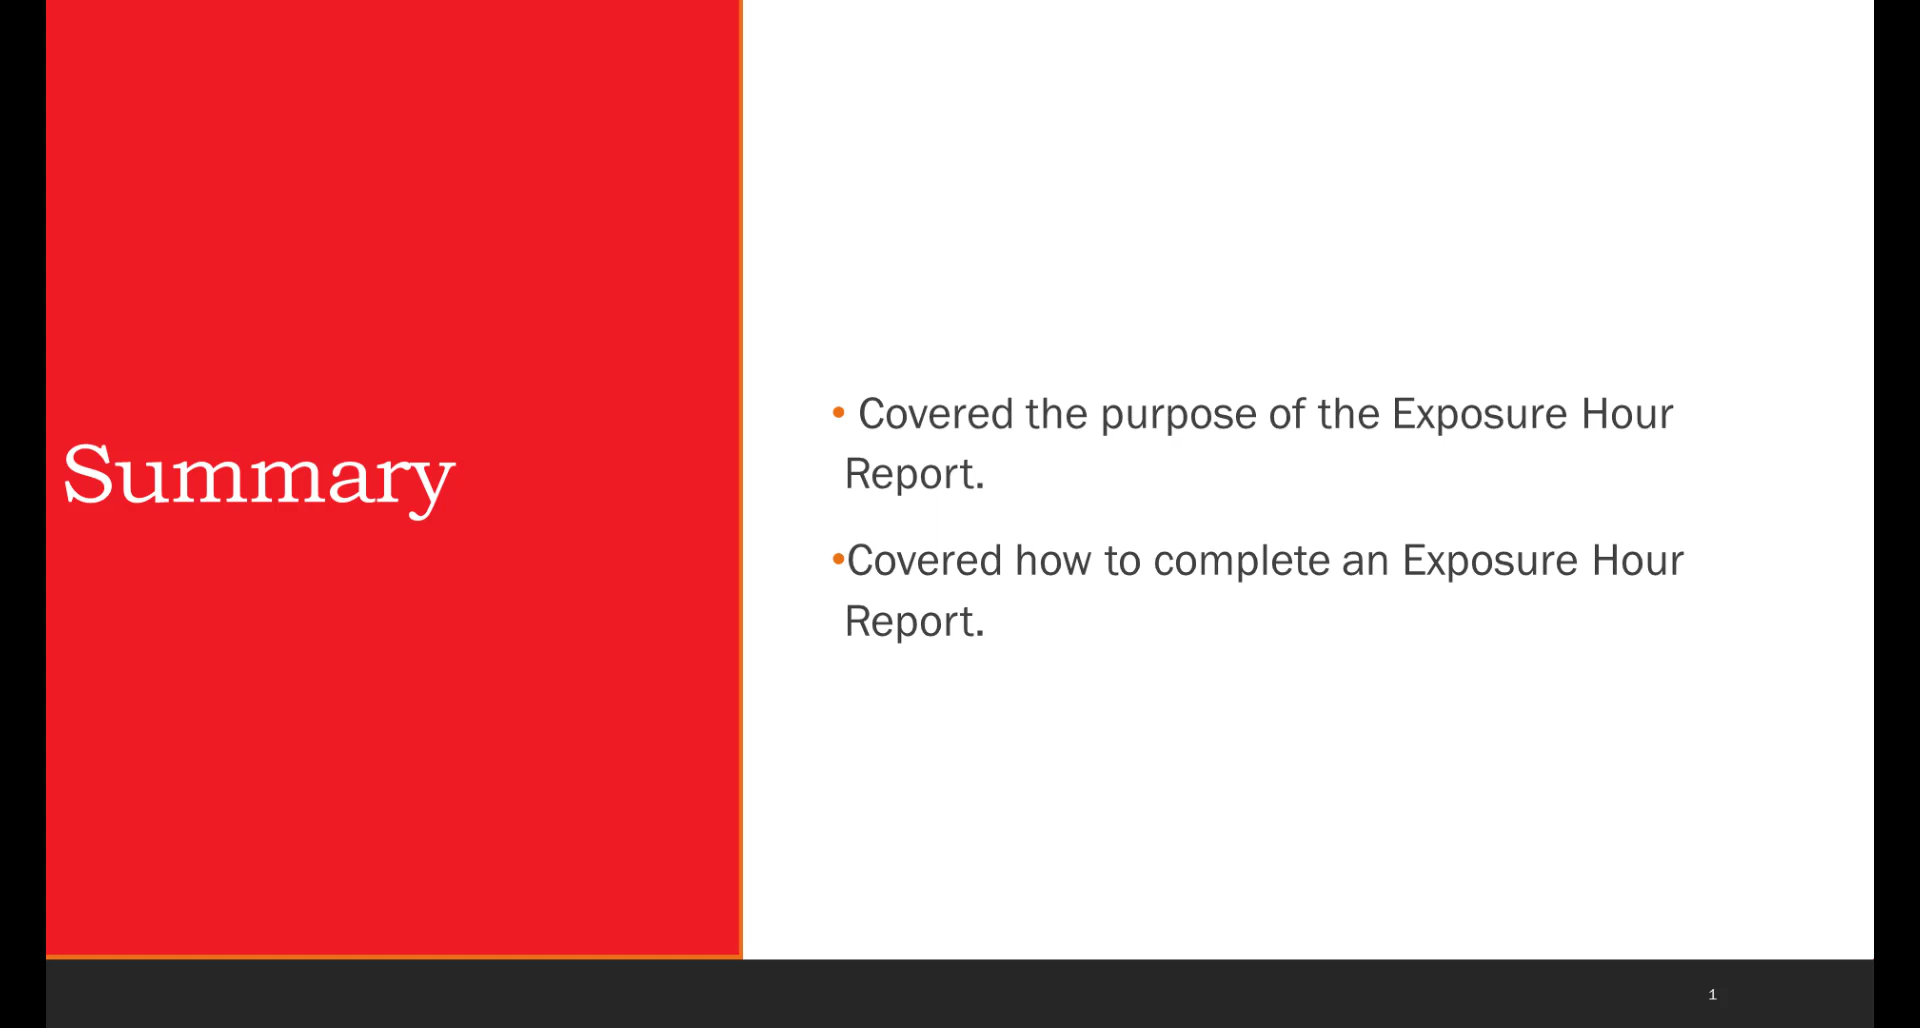 Summary
• Covered the purpose of the Exposure Hour
Report.
•Covered how to complete an Exposure Hour
Report.
1